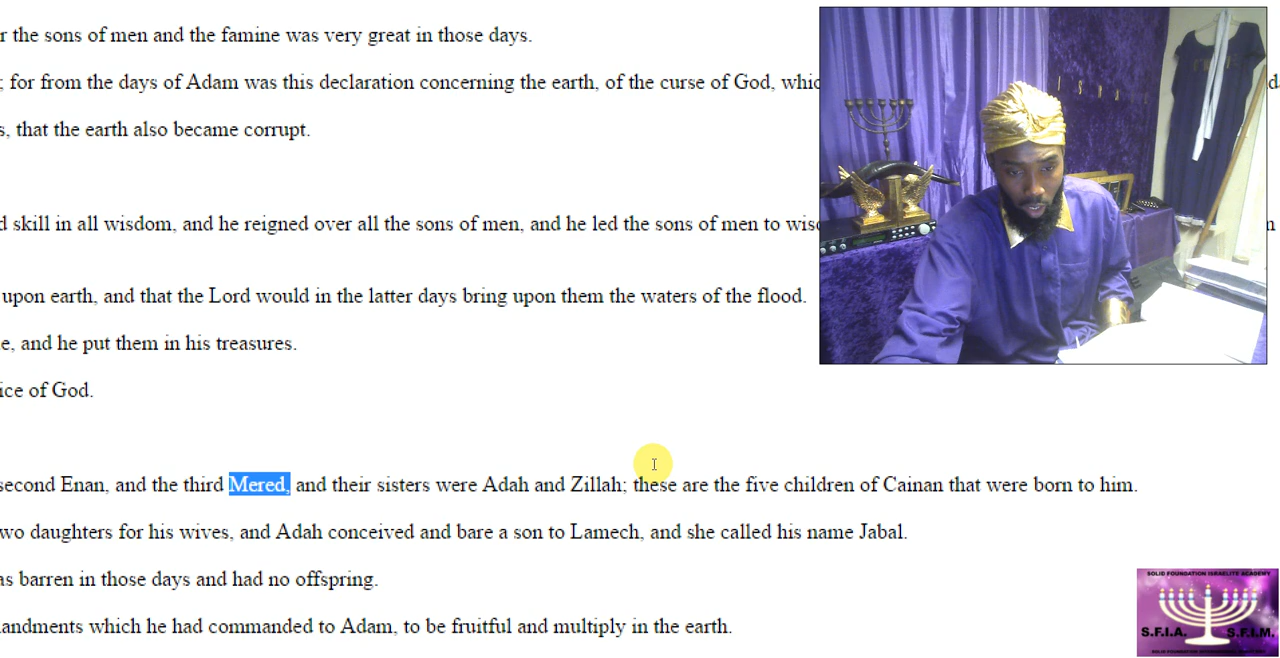 r the sons of men and the famine was very great in those days.
; for from the days of Adam was this declaration concerning the earth, of the curse of God,
s, that the earth also became corrupt.
d skill in all wisdom, and he reigned over all the sons of men, and he led the sons of men to
upon earth, and that the Lord would in the latter days bring upon them the waters of the flood.
e, and he put them in his treasures.
ice of God.
second Enan, and the third Mered, and their sisters were Adah and Zillah; these are the five children of Cainan that were born to him.
wo daughters for his wives, and Adah conceived and bare a son to Lamech, and she called his name Jabal.
as barren in those days and had no offspring.
andments which he had commanded to Adam, to be fruitful and multiply in the earth.
SOLID FOUNDATION ISRAELITE ACADEMY
S.F.I.A. S.F.I.M.